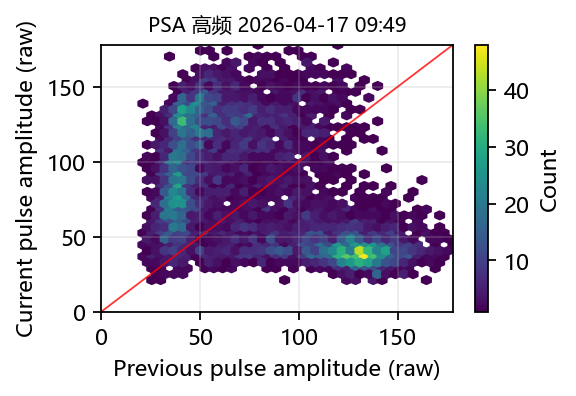 PSA 高频 2026-04-17 09:49
Current pulse amplitude (raw)
150
100
50
0
0 50 100 150
Previous pulse amplitude (raw)
40
30
20
10
Count